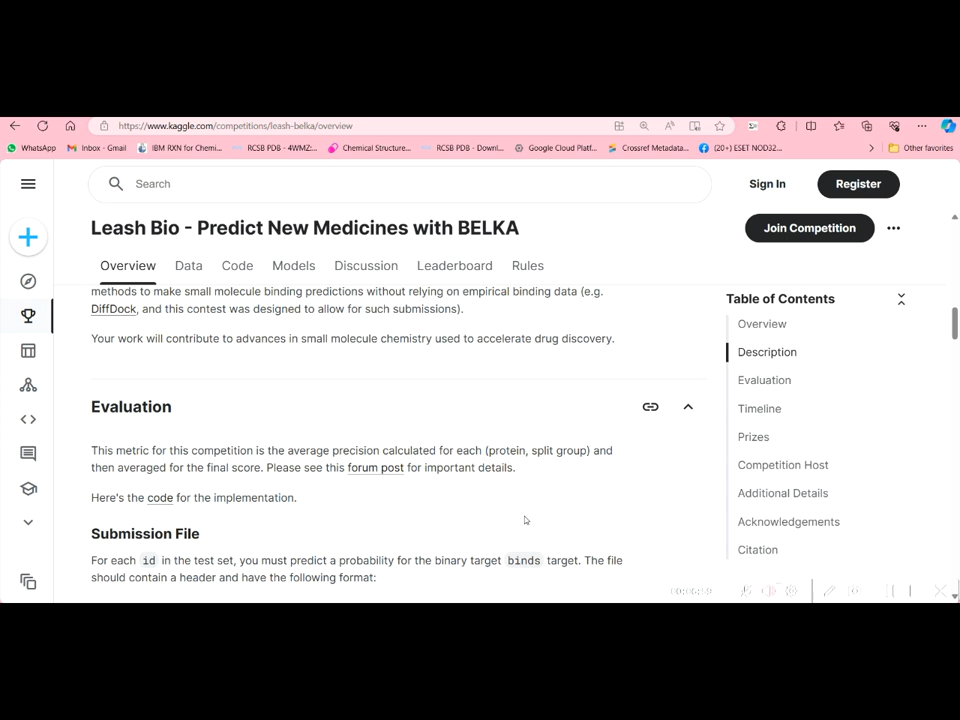 https://www.kaggle.com/competitions/leash-belka/overview
WhatsApp
Inbox - Gmail
IBM RXN for Chemi...
RCSB PDB - 4WMZ:...
Chemical Structure...
RCSB PDB - Downl...
Google Cloud Platf...
Crossref Metadata...
(20+) ESET NOD32...
Other favorites
Search
Sign In
Register
Leash Bio - Predict New Medicines with BELKA
Join Competition
Overview
Data
Code
Models
Discussion
Leaderboard
Rules
methods to make small molecule binding predictions without relying on empirical binding data (e.g.
DiffDock, and this contest was designed to allow for such submissions).
Your work will contribute to advances in small molecule chemistry used to accelerate drug discovery.
Evaluation
This metric for this competition is the average precision calculated for each (protein, split group) and
then averaged for the final score. Please see this forum post for important details.
Here's the code for the implementation.
Submission File
For each id in the test set, you must predict a probability for the binary target binds target. The file
should contain a header and have the following format:
Table of Contents
Overview
Description
Evaluation
Timeline
Prizes
Competition Host
Additional Details
Acknowledgements
Citation